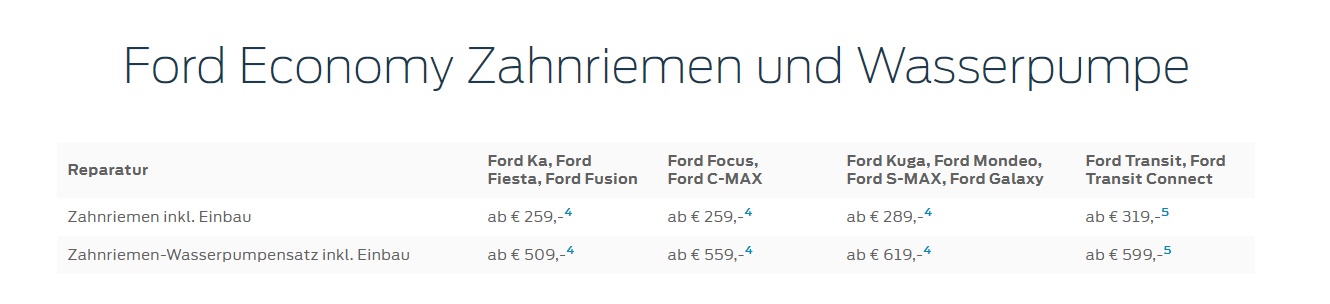 Ford Economy Zahnriemen und Wasserpumpe
Reparatur
Ford Ka, Ford
Fiesta, Ford Fusion
Ford Focus,
Ford C-MAX
Ford Kuga, Ford Mondeo,
Ford S-MAX, Ford Galaxy
Ford Transit, Ford
Transit Connect
Zahnriemen inkl. Einbau ab € 259,-4 ab € 259,-4 ab € 289,-4 ab € 319,-5
Zahnriemen-Wasserpumpensatz inkl. Einbau ab € 509,-4 ab € 559,-4 ab € 619,-4 ab € 599,-5